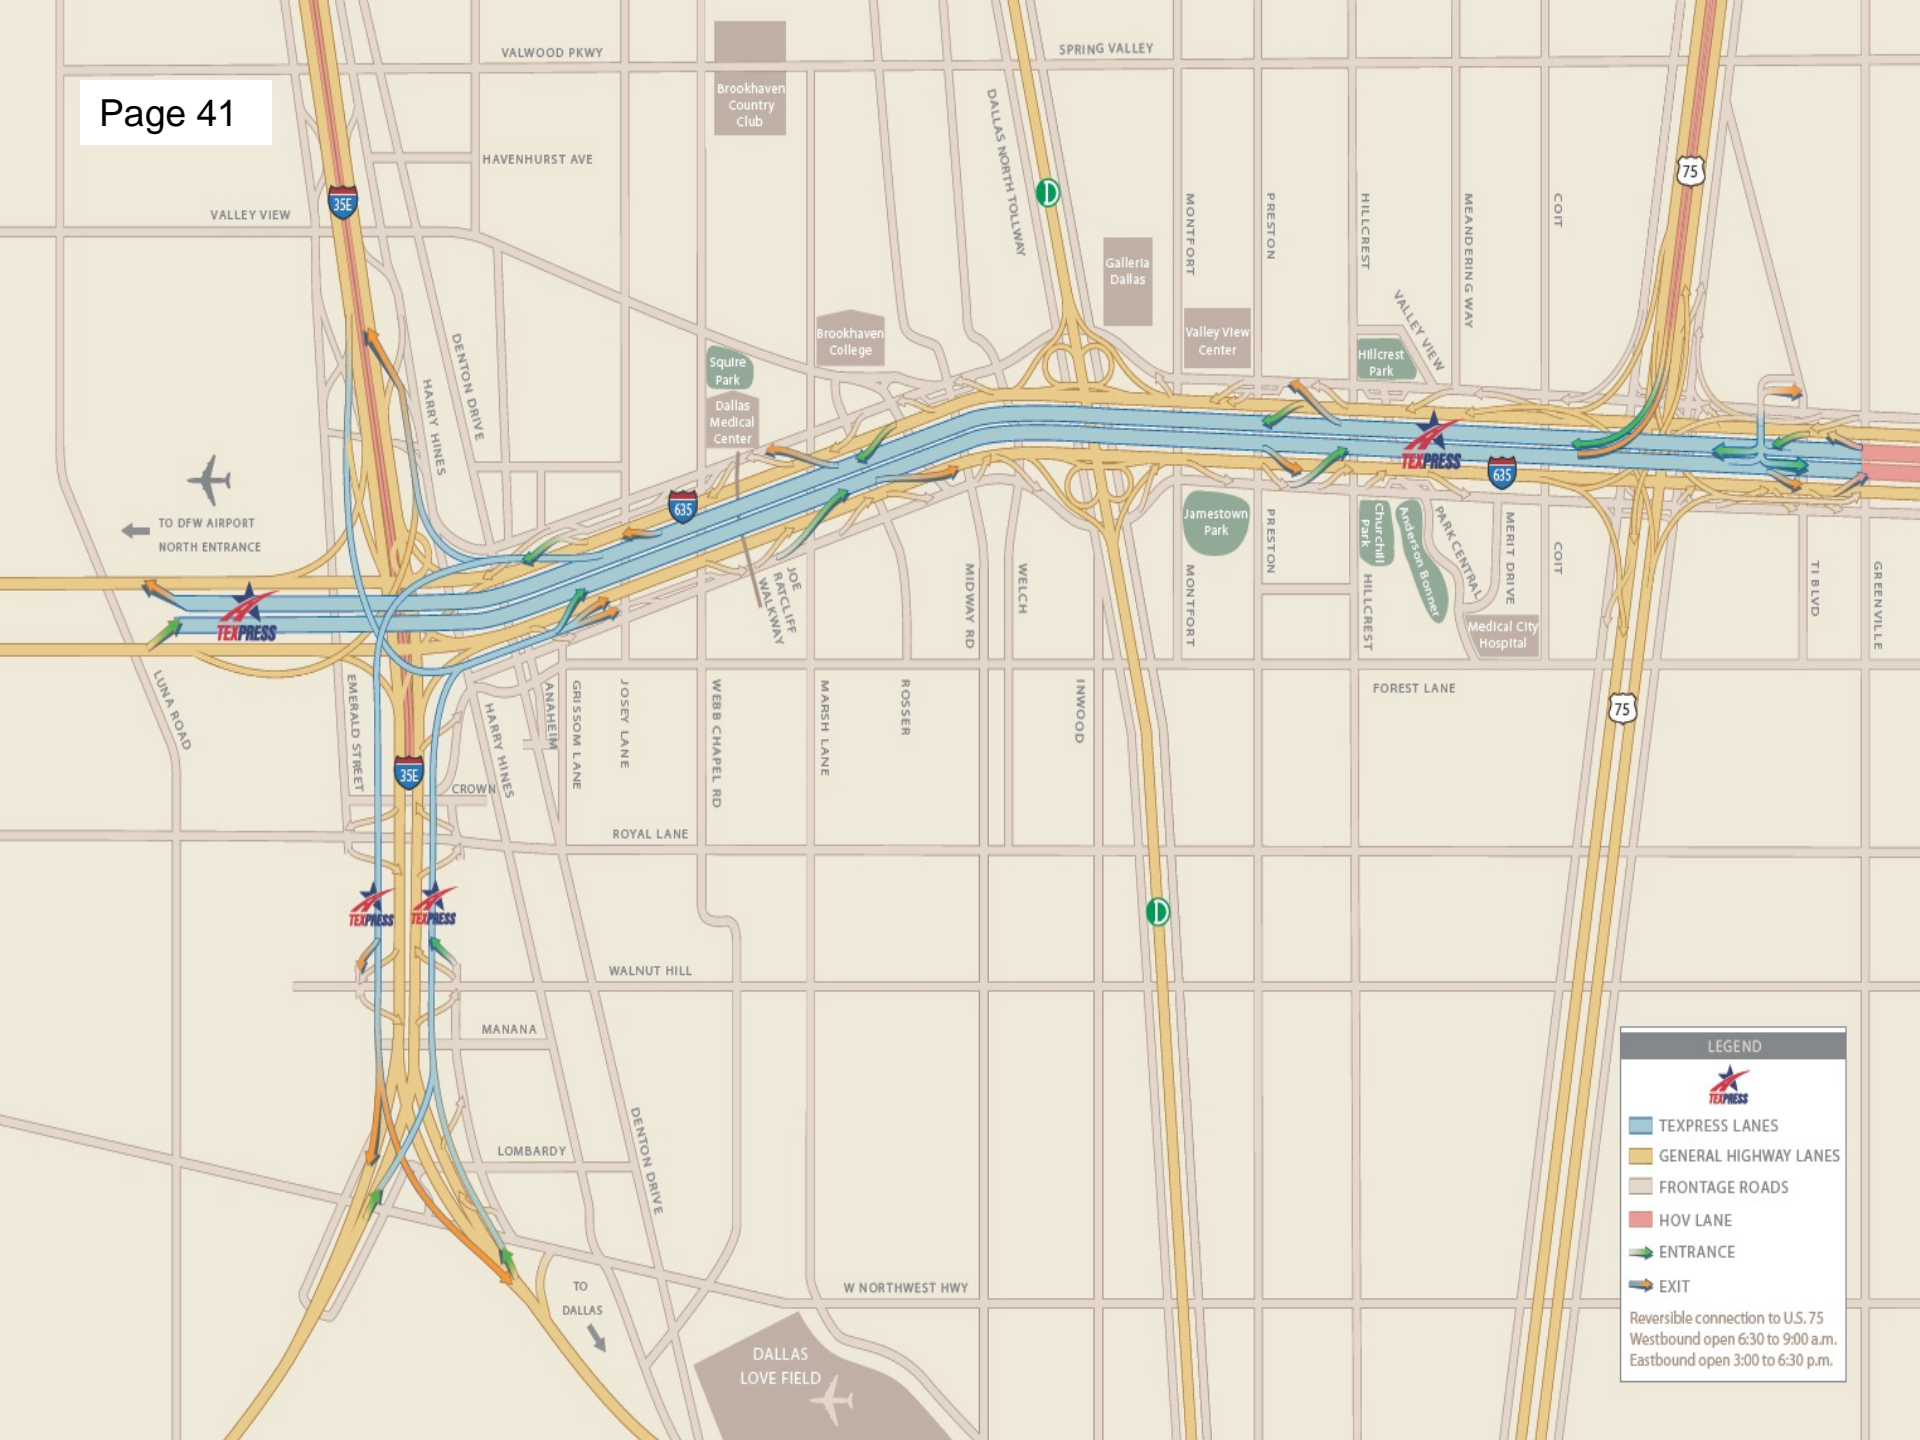 Page 41
VALWOOD PKWY
SPRING VALLEY
Brookhaven
Country
Club
HAVENHURST AVE
VALLEY VIEW
35E
DALLAS NORTH TOLLWAY
D
75
MONTFORT
PRESTON
HILLCREST
MEANDERING WAY
COIT
Galleria
Dallas
Valley View
Center
VALLEY VIEW
Hillcrest
Park
Brookhaven
College
Squire
Park
Dallas
Medical
Center
DENTON DRIVE
HARRY HINES
TO DFW AIRPORT
NORTH ENTRANCE
635
TEXPRESS
635
Jamestown
Park
PRESTON
Churchill
Park
Anderson Bonner
PARK CENTRAL
MERIT DRIVE
COIT
TI BLVD
GREENVILLE
JOE
RATCLIFF
WALKWAY
MIDWAY RD
WELCH
MONTFORT
HILLCREST
Medical City
Hospital
TEXPRESS
LUNA ROAD
EMERALD STREET
HARRY HINES
ANAHEIM
GRISSOM LANE
JOSEY LANE
WEBB CHAPEL RD
MARSH LANE
ROSSER
INWOOD
FOREST LANE
75
35E
CROWN
ROYAL LANE
TEXPRESS
TEXPRESS
D
WALNUT HILL
MANANA
LOMBARDY
DENTON DRIVE
TO
DALLAS
W NORTHWEST HWY
DALLAS
LOVE FIELD
LEGEND
TEXPRESS
TEXPRESS LANES
GENERAL HIGHWAY LANES
FRONTAGE ROADS
HOV LANE
ENTRANCE
EXIT
Reversible connection to U.S. 75
Westbound open 6:30 to 9:00 a.m.
Eastbound open 3:00 to 6:30 p.m.